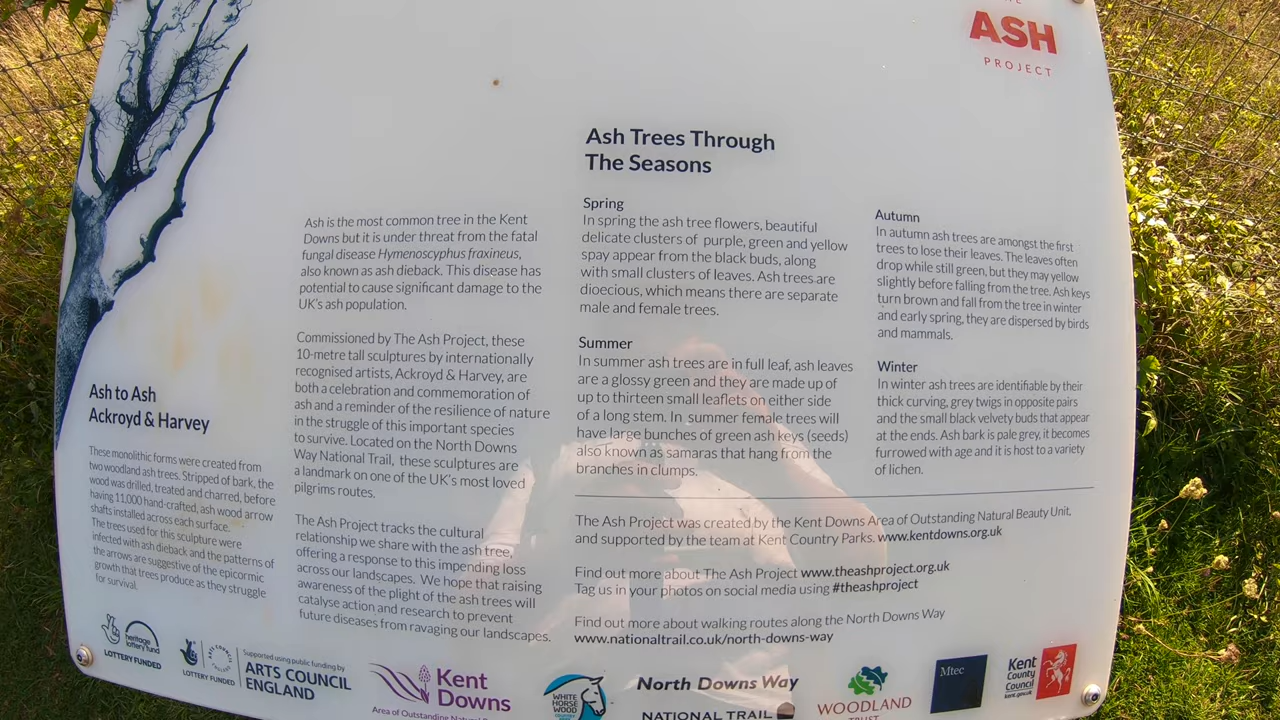 ASH
PROJECT
Ash Trees Through
The Seasons
Ash to Ash
Ackroyd & Harvey
These monolithic forms were created from
two woodland ash trees. Stripped of bark, the
wood was drilled, treated and charred, before
having 11,000 hand-crafted, ash wood arrow
shafts installed across each surface.
The trees used for this sculpture were
infected with ash dieback and the patterns of
the arrows are suggestive of the epicormic
growth that trees produce as they struggle
for survival.
Ash is the most common tree in the Kent
Downs but it is under threat from the fatal
fungal disease Hymenoscyphus fraxineus,
also known as ash dieback. This disease has
potential to cause significant damage to the
UK's ash population.
Commissioned by The Ash Project, these
10-metre tall sculptures by internationally
recognised artists, Ackroyd & Harvey, are
both a celebration and commemoration of
ash and a reminder of the resilience of nature
in the struggle of this important species
to survive. Located on the North Downs
Way National Trail, these sculptures are
a landmark on one of the UK's most loved
pilgrims routes.
The Ash Project tracks the cultural
relationship we share with the ash tree,
offering a response to this impending loss
across our landscapes. We hope that raising
awareness of the plight of the ash trees will
catalyse action and research to prevent
future diseases from ravaging our landscapes.
Spring
In spring the ash tree flowers, beautiful
delicate clusters of purple, green and yellow
spay appear from the black buds, along
with small clusters of leaves. Ash trees are
dioecious, which means there are separate
male and female trees.
Summer
In summer ash trees are in full leaf, ash leaves
are a glossy green and they are made up of
up to thirteen small leaflets on either side
of a long stem. In summer female trees will
have large bunches of green ash keys (seeds)
also known as samaras that hang from the
branches in clumps.
Autumn
In autumn ash trees are amongst the first
trees to lose their leaves. The leaves often
drop while still green, but they may yellow
slightly before falling from the tree. Ash keys
turn brown and fall from the tree in winter
and early spring, they are dispersed by birds
and mammals.
Winter
In winter ash trees are identifiable by their
thick curving, grey twigs in opposite pairs
and the small black velvety buds that appear
at the ends. Ash bark is pale grey, it becomes
furrowed with age and it is host to a variety
of lichen.
The Ash Project was created by the Kent Downs Area of Outstanding Natural Beauty Unit,
and supported by the team at Kent Country Parks. www.kentdowns.org.uk
Find out more about The Ash Project www.theashproject.org.uk
Tag us in your photos on social media using #theashproject
Find out more about walking routes along the North Downs Way
www.nationaltrail.co.uk/north-downs-way
heritage
lottery fund
LOTTERY FUNDED
LOTTERY FUNDED
Supported using public funding by
ARTS COUNCIL
ENGLAND
Kent
Downs
Area of Outstanding
WHITE
HORSE
WOOD
North Downs Way
NATIONAL TRAIL
WOODLAND
TRUST
Mtec
Kent
County
Council
kent.gov.uk